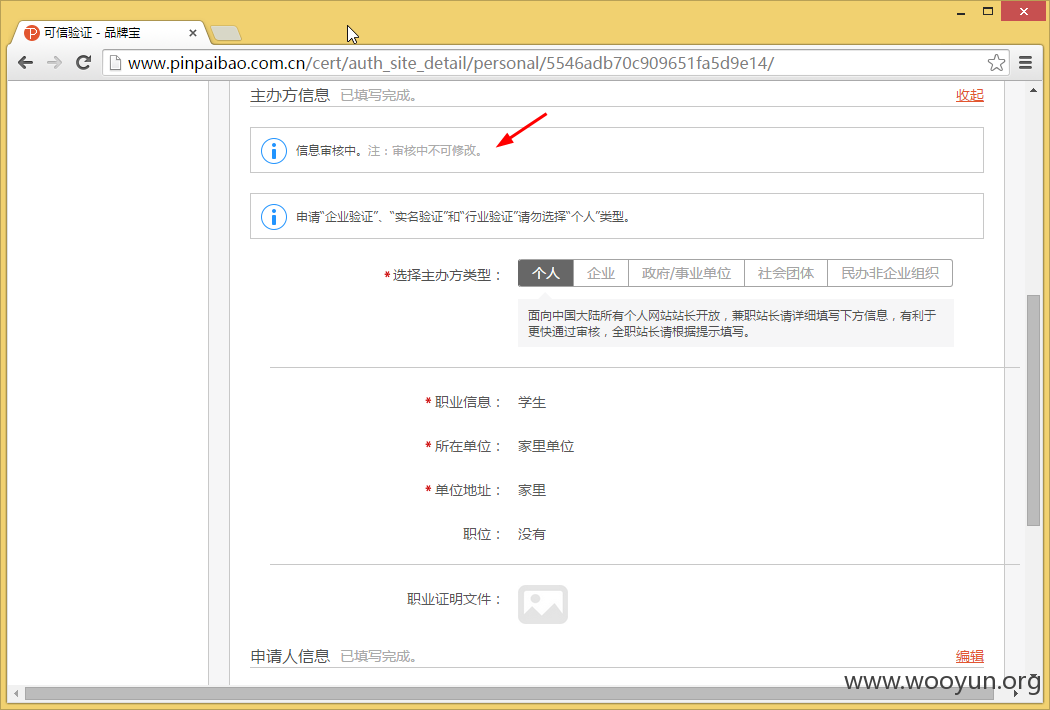 可信验证 - 品牌宝
www.pinpaibao.com.cn/cert/auth_site_detail/personal/5546adb70c909651fa5d9e14/
主办方信息 已填写完成。 收起
信息审核中。注：审核中不可修改。
申请“企业验证”、“实名验证”和“行业验证”请勿选择“个人”类型。
*选择主办方类型： 个人 企业 政府/事业单位 社会团体 民办非企业组织
面向中国大陆所有个人网站站长开放，兼职站长请详细填写下方信息，有利于
更快通过审核，全职站长请根据提示填写。
*职业信息： 学生
*所在单位： 家里单位
*单位地址： 家里
职位： 没有
职业证明文件：
申请人信息 已填写完成。 编辑
www.wooyun.org